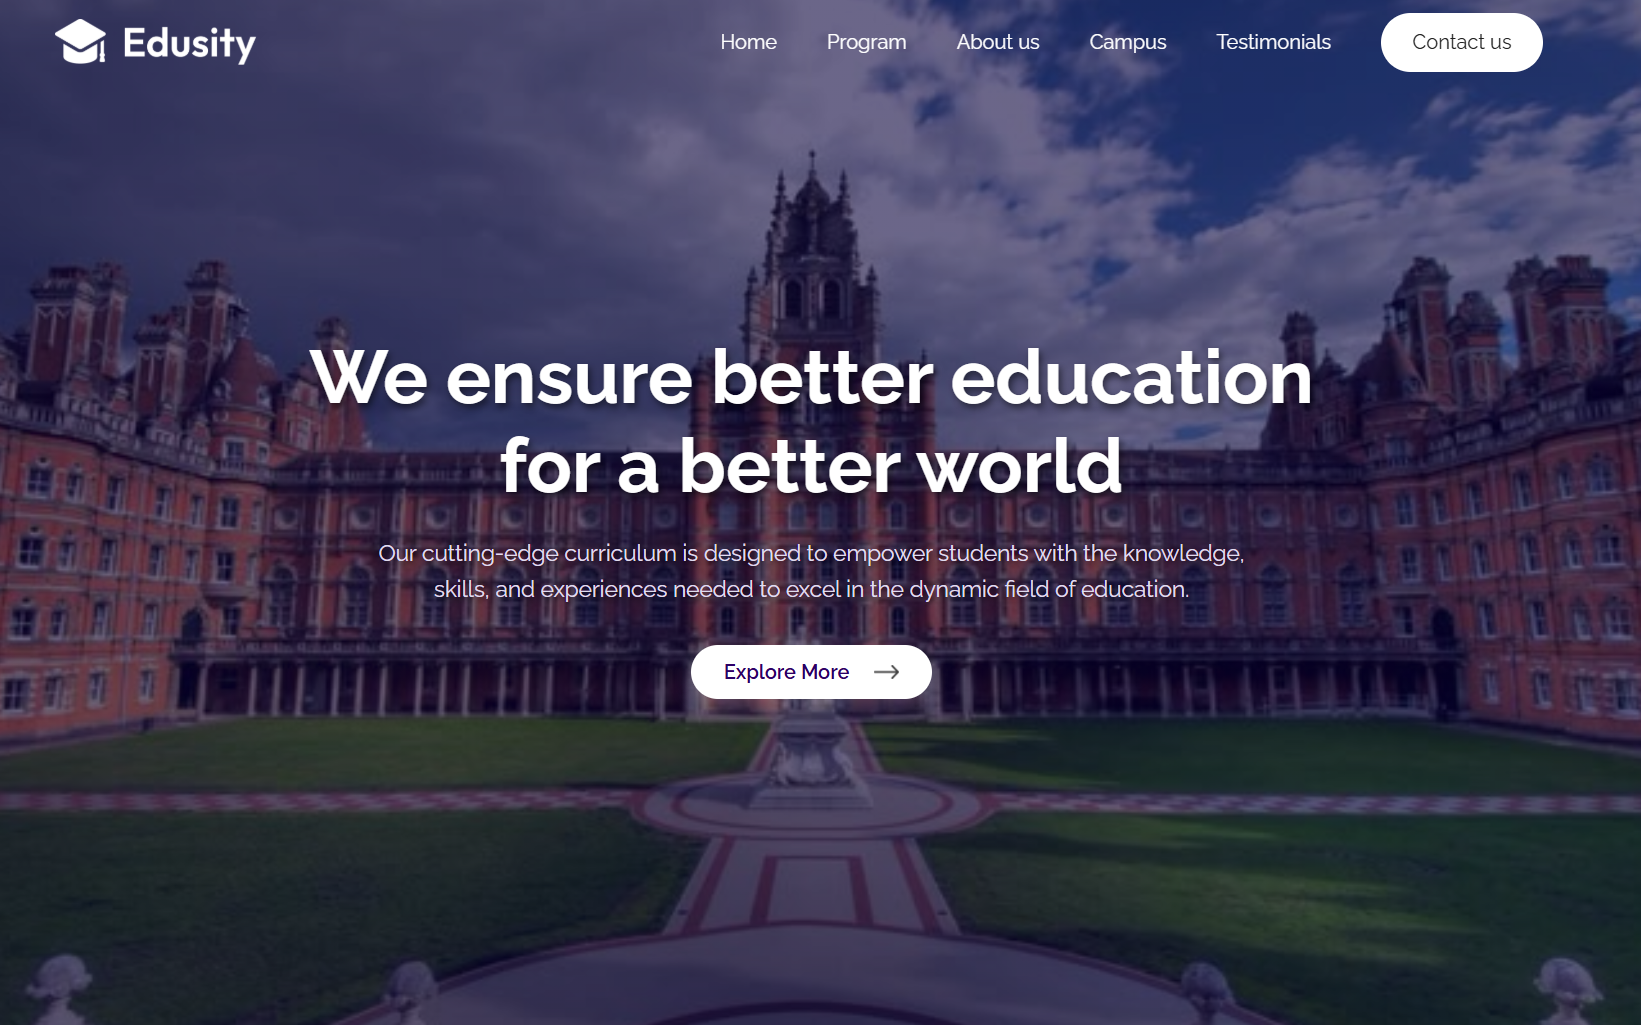 Edusity
Home Program About us Campus Testimonials Contact us
We ensure better education
for a better world
Our cutting-edge curriculum is designed to empower students with the knowledge,
skills, and experiences needed to excel in the dynamic field of education.
Explore More